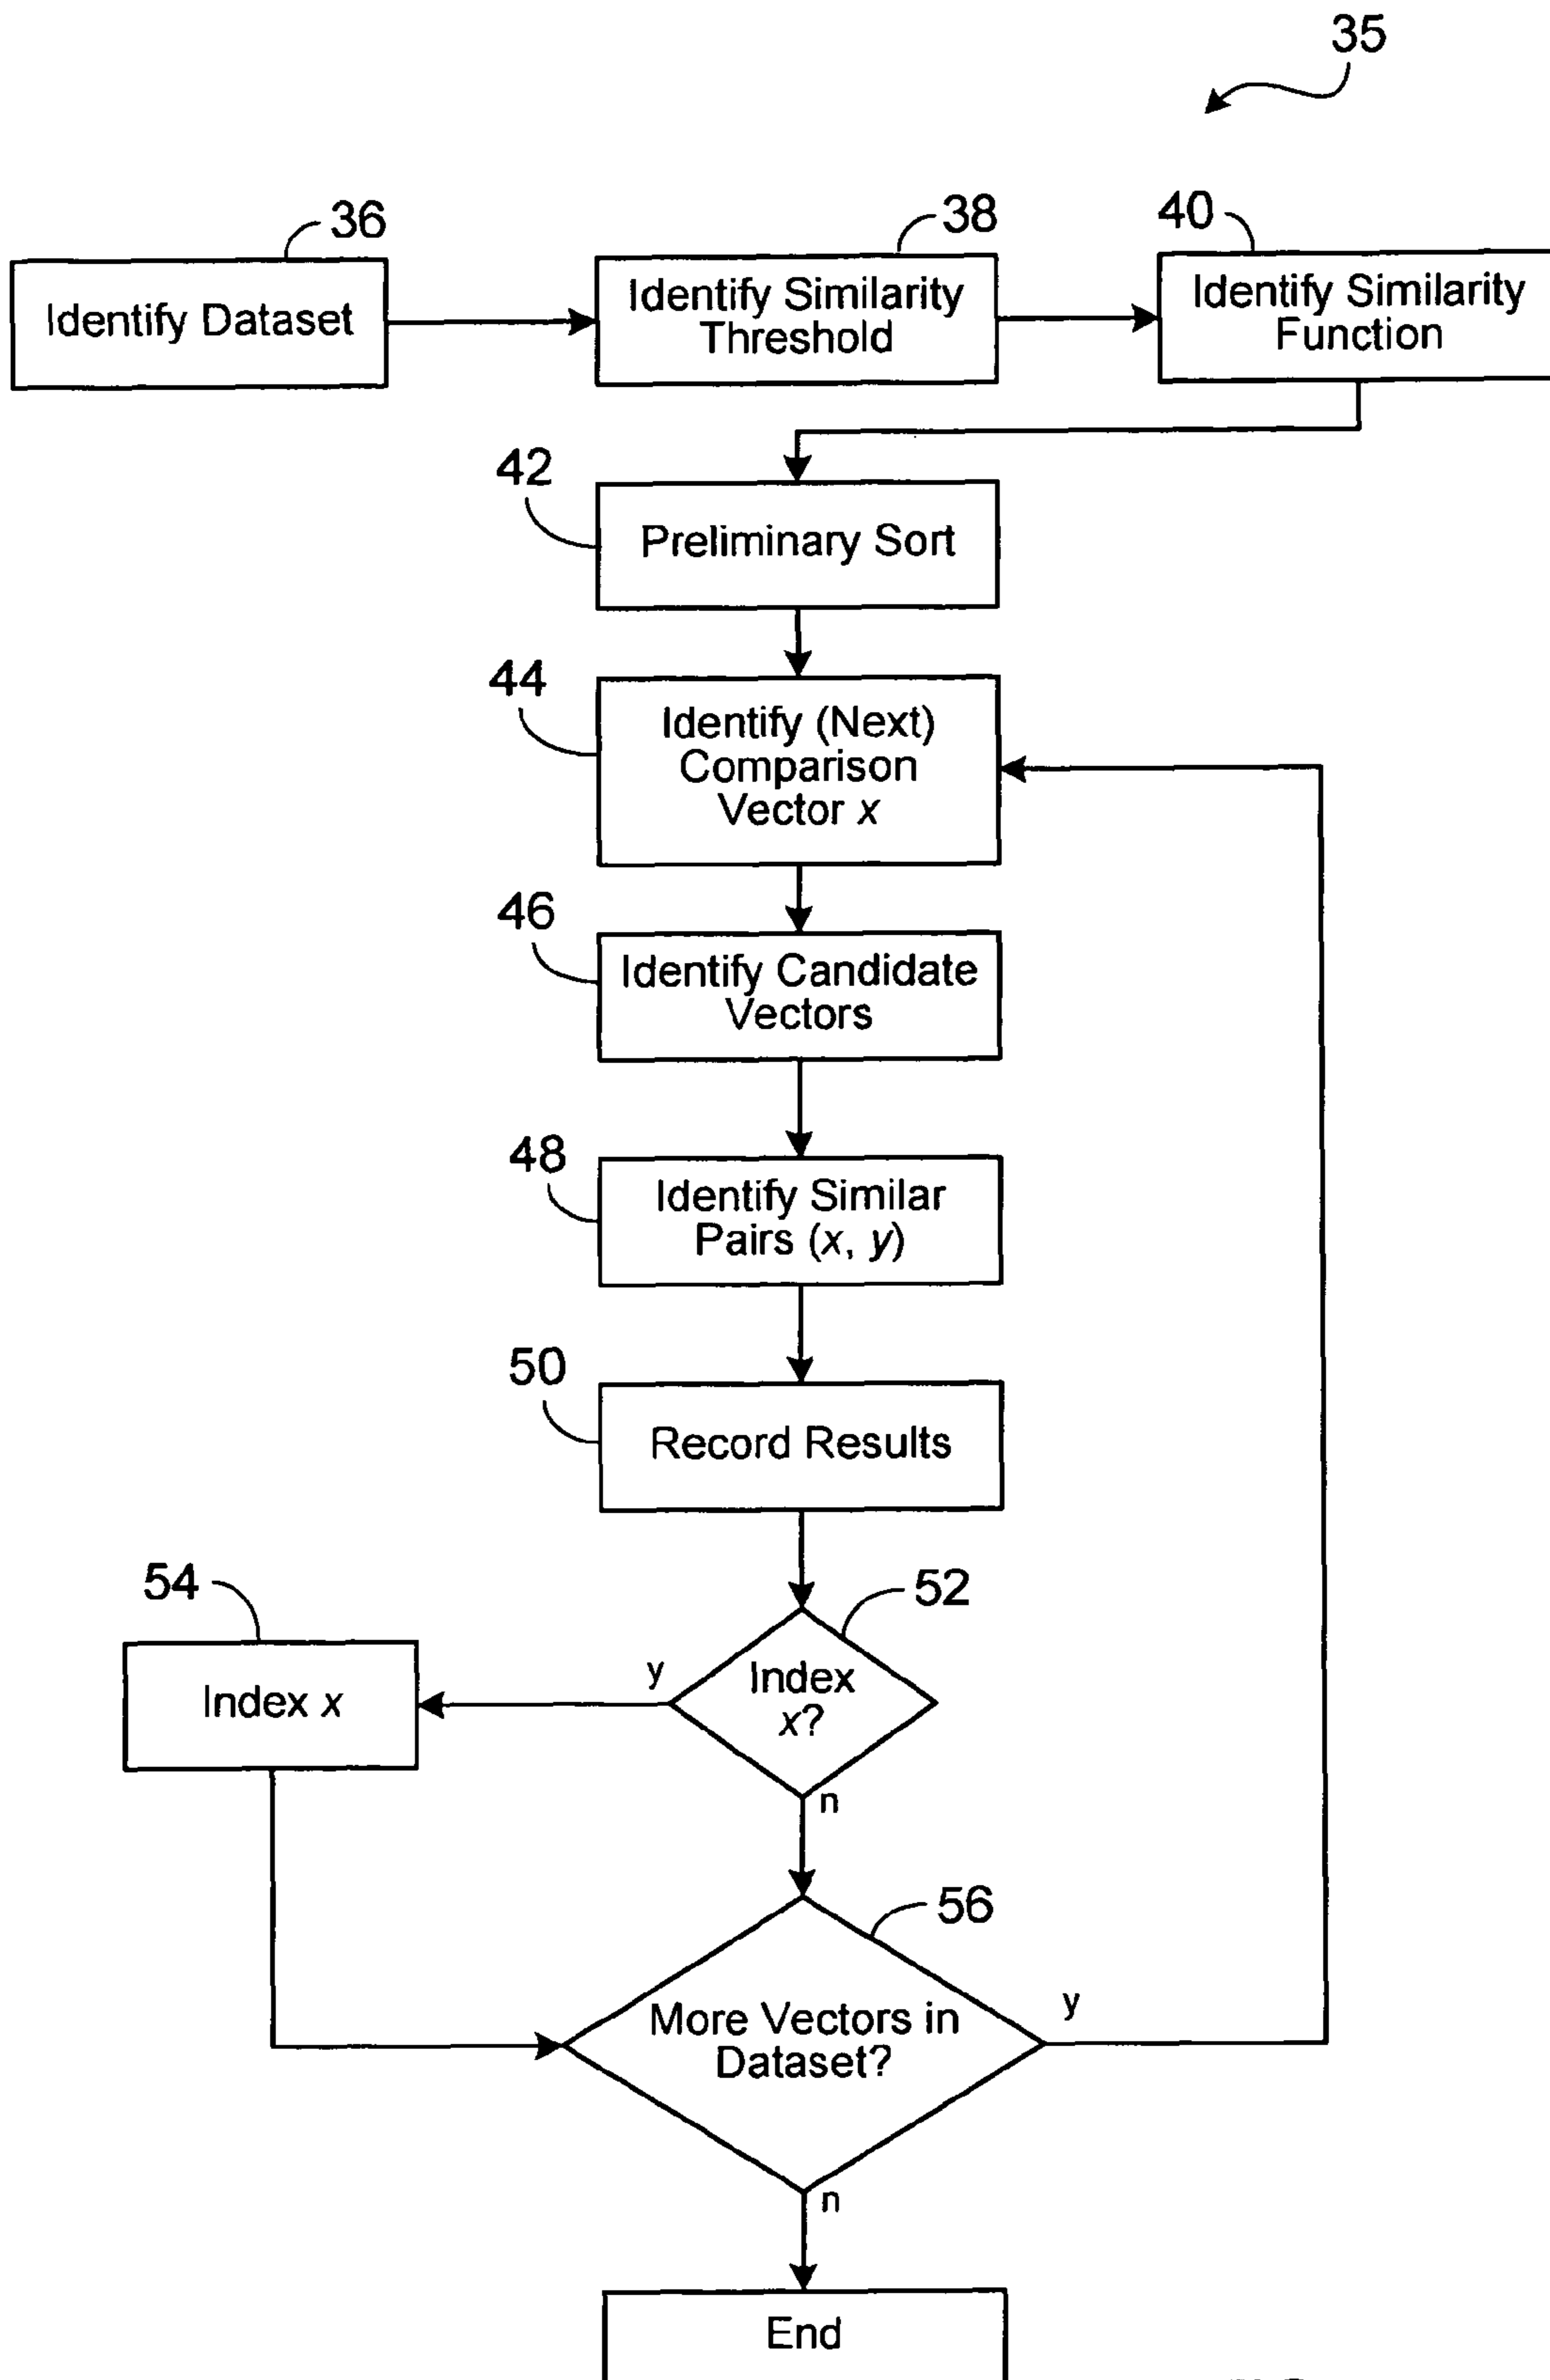 35
36
38
40
Identify Dataset
Identify Similarity
Threshold
Identify Similarity
Function
42
Preliminary Sort
44
Identify (Next)
Comparison
Vector x
46
Identify Candidate
Vectors
48
Identify Similar
Pairs (x, y)
50
Record Results
54
52
Index x
y
Index
x?
n
56
More Vectors in
Dataset?
y
n
End